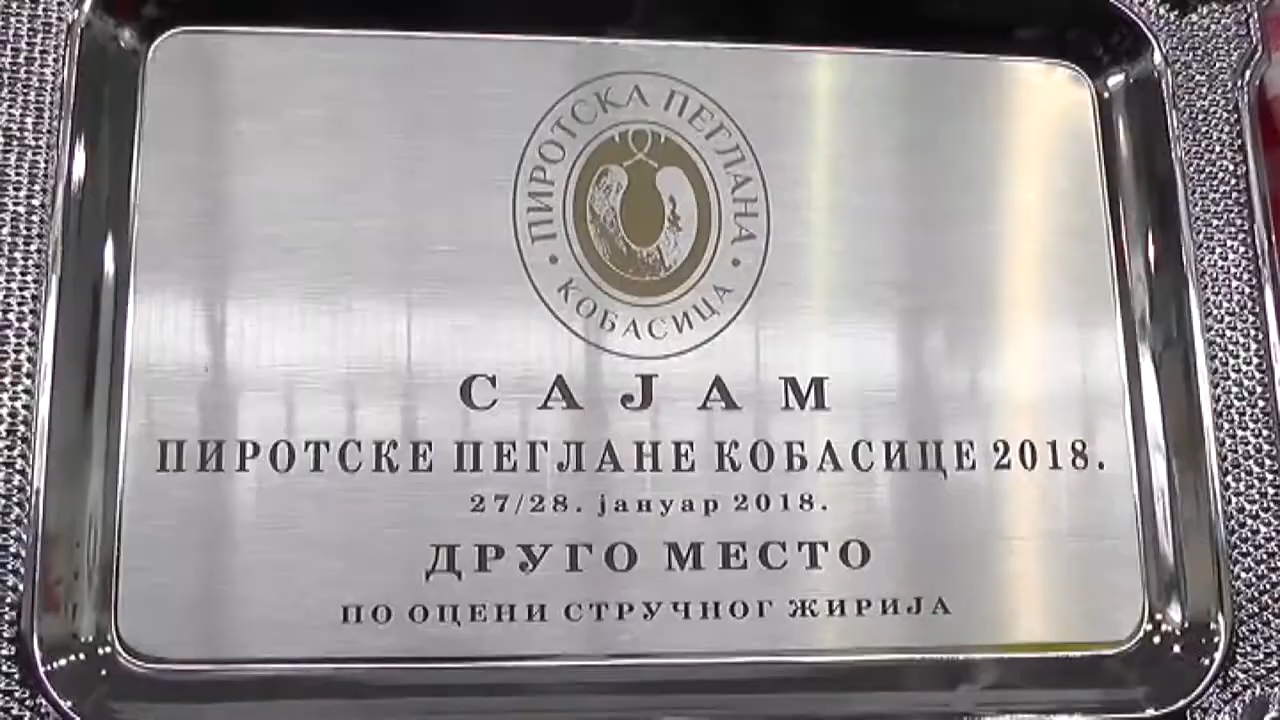 ПИРОТСКА ПЕГЛАНА
• КОБАСИЦА •
САЈАМ
ПИРОТСКЕ ПЕГЛАНЕ КОБАСИЦЕ 2018.
27/28. јануар 2018.
ДРУГО МЕСТО
ПО ОЦЕНИ СТРУЧНОГ ЖИРИЈА